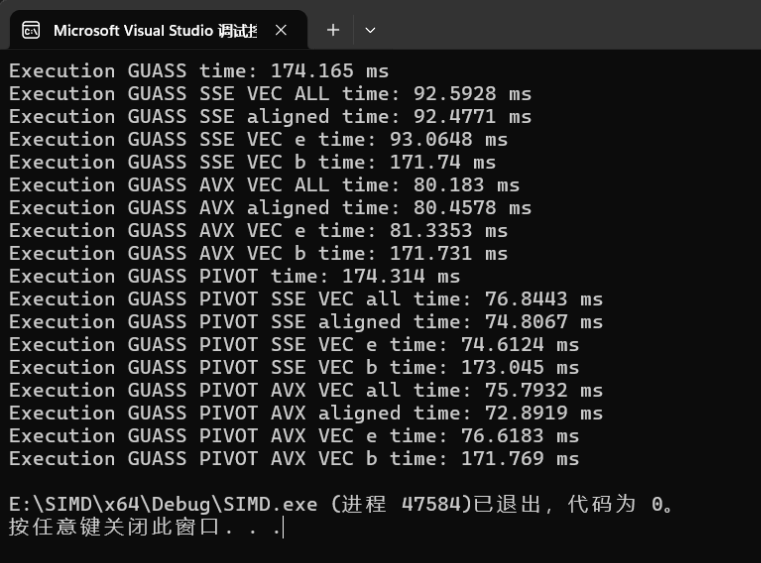 Microsoft Visual Studio 调试控
Execution GUASS time: 174.165 ms
Execution GUASS SSE VEC ALL time: 92.5928 ms
Execution GUASS SSE aligned time: 92.4771 ms
Execution GUASS SSE VEC e time: 93.0648 ms
Execution GUASS SSE VEC b time: 171.74 ms
Execution GUASS AVX VEC ALL time: 80.183 ms
Execution GUASS AVX aligned time: 80.4578 ms
Execution GUASS AVX VEC e time: 81.3353 ms
Execution GUASS AVX VEC b time: 171.731 ms
Execution GUASS PIVOT time: 174.314 ms
Execution GUASS PIVOT SSE VEC all time: 76.8443 ms
Execution GUASS PIVOT SSE aligned time: 74.8067 ms
Execution GUASS PIVOT SSE VEC e time: 74.6124 ms
Execution GUASS PIVOT SSE VEC b time: 173.045 ms
Execution GUASS PIVOT AVX VEC all time: 75.7932 ms
Execution GUASS PIVOT AVX aligned time: 72.8919 ms
Execution GUASS PIVOT AVX VEC e time: 76.6183 ms
Execution GUASS PIVOT AVX VEC b time: 171.769 ms
E:\SIMD\x64\Debug\SIMD.exe (进程 47584)已退出，代码为 0。
按任意键关闭此窗口. . .